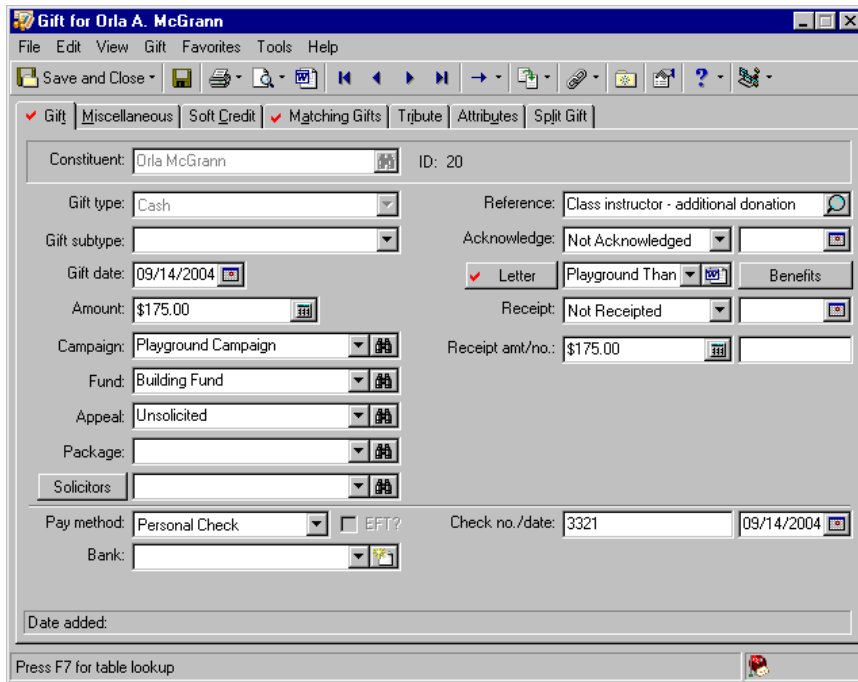 Gift for Orla A. McGrann
File Edit View Gift Favorites Tools Help
Save and Close
Gift Miscellaneous Soft Credit Matching Gifts Tribute Attributes Split Gift
Constituent: Orla McGrann ID: 20
Gift type: Cash Reference: Class instructor - additional donation
Gift subtype: Acknowledge: Not Acknowledged
Gift date: 09/14/2004 Letter Playground Than Benefits
Amount: $175.00 Receipt: Not Receipted
Campaign: Playground Campaign Receipt amt/no.: $175.00
Fund: Building Fund
Appeal: Unsolicited
Package:
Solicitors
Pay method: Personal Check EFT? Check no./date: 3321 09/14/2004
Bank:
Date added:
Press F7 for table lookup